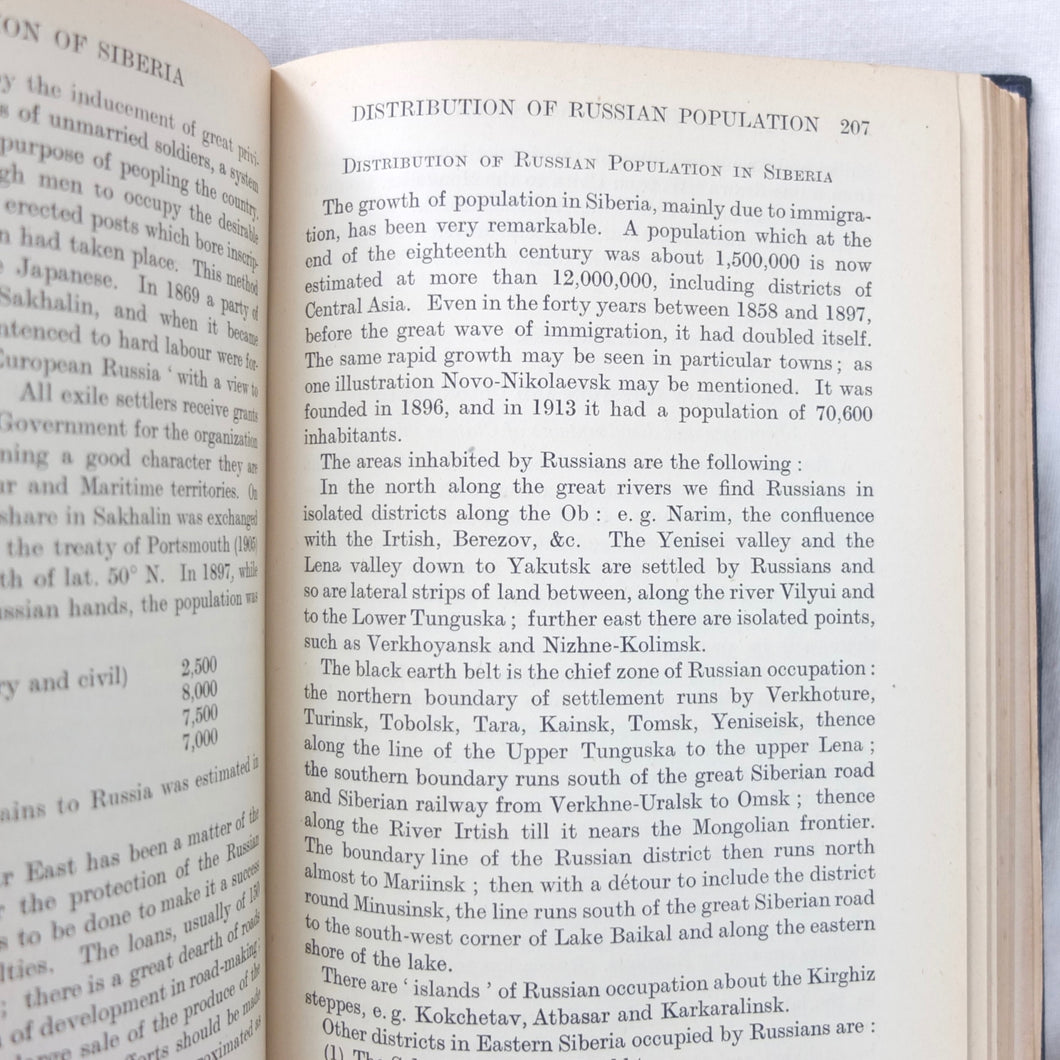 ION OF SIBERIA
by the inducement of great privi-
s of unmarried soldiers, a system
purpose of peopling the country.
gh men to occupy the desirable
erected posts which bore inscrip-
n had taken place. This method
e Japanese. In 1869 a party of
Sakhalin, and when it became
ntenced to hard labour were for-
European Russia ‘ with a view to
All exile settlers receive grants
Government for the organization
ning a good character they are
ur and Maritime territories. On
share in Sakhalin was exchanged
the treaty of Portsmouth (1905)
th of lat. 50° N. In 1897, while
ussian hands, the population was
ry and civil) 2,500
8,000
7,500
7,000
ains to Russia was estimated in
r East has been a matter of the
r the protection of the Russian
s to be done to make it a success
lties. The loans, usually of 150
; there is a great dearth of roads
n of development in road-making ;
large sale of the produce of the
efforts should be made
approximated as
DISTRIBUTION OF RUSSIAN POPULATION 207
DISTRIBUTION OF RUSSIAN POPULATION IN SIBERIA
The growth of population in Siberia, mainly due to immigra-
tion, has been very remarkable. A population which at the
end of the eighteenth century was about 1,500,000 is now
estimated at more than 12,000,000, including districts of
Central Asia. Even in the forty years between 1858 and 1897,
before the great wave of immigration, it had doubled itself.
The same rapid growth may be seen in particular towns ; as
one illustration Novo-Nikolaevsk may be mentioned. It was
founded in 1896, and in 1913 it had a population of 70,600
inhabitants.
The areas inhabited by Russians are the following :
In the north along the great rivers we find Russians in
isolated districts along the Ob : e. g. Narim, the confluence
with the Irtish, Berezov, &c. The Yenisei valley and the
Lena valley down to Yakutsk are settled by Russians and
so are lateral strips of land between, along the river Vilyui and
to the Lower Tunguska ; further east there are isolated points,
such as Verkhoyansk and Nizhne-Kolimsk.
The black earth belt is the chief zone of Russian occupation :
the northern boundary of settlement runs by Verkhoture,
Turinsk, Tobolsk, Tara, Kainsk, Tomsk, Yeniseisk, thence
along the line of the Upper Tunguska to the upper Lena ;
the southern boundary runs south of the great Siberian road
and Siberian railway from Verkhne-Uralsk to Omsk ; thence
along the River Irtish till it nears the Mongolian frontier.
The boundary line of the Russian district then runs north
almost to Mariinsk ; then with a détour to include the district
round Minusinsk, the line runs south of the great Siberian road
to the south-west corner of Lake Baikal and along the eastern
shore of the lake.
There are ‘ islands ’ of Russian occupation about the Kirghiz
steppes, e. g. Kokchetav, Atbasar and Karkaralinsk.
Other districts in Eastern Siberia occupied by Russians are :
(1) The